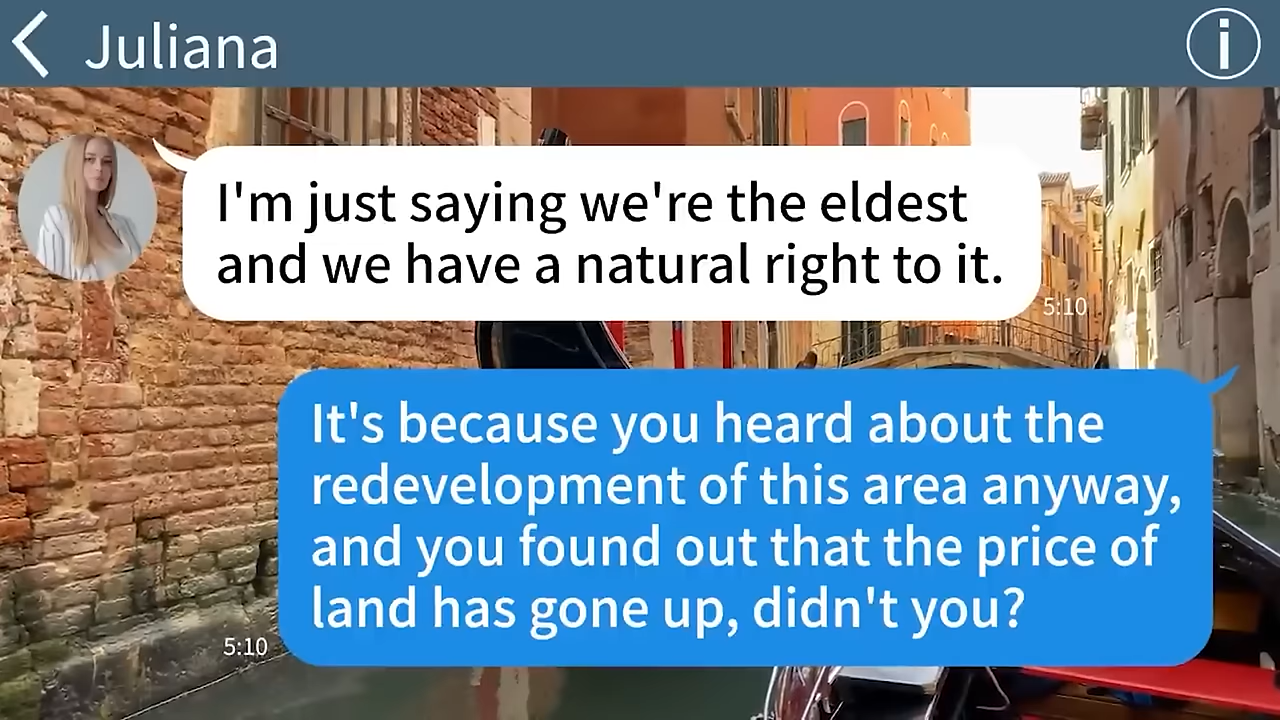 Juliana
I'm just saying we're the eldest
and we have a natural right to it.
5:10
It's because you heard about the
redevelopment of this area anyway,
and you found out that the price of
land has gone up, didn't you?
5:10